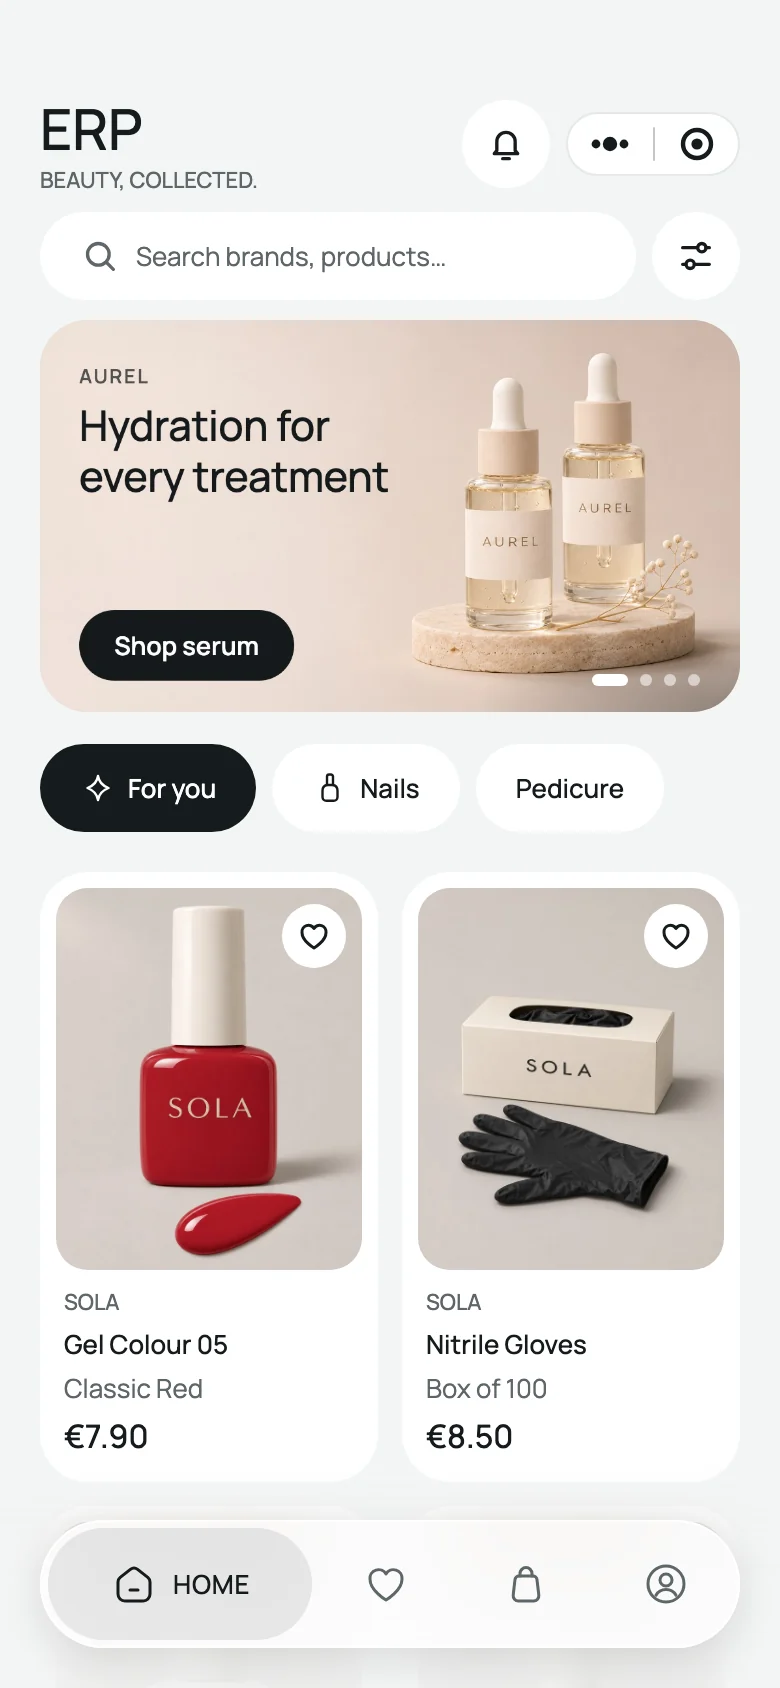 ERP
BEAUTY, COLLECTED.
Search brands, products...
AUREL
Hydration for
every treatment
AUREL
AUREL
Shop serum
For you
Nails
Pedicure
SOLA
SOLA
SOLA
Gel Colour 05
Classic Red
€7.90
SOLA
Nitrile Gloves
Box of 100
€8.50
HOME